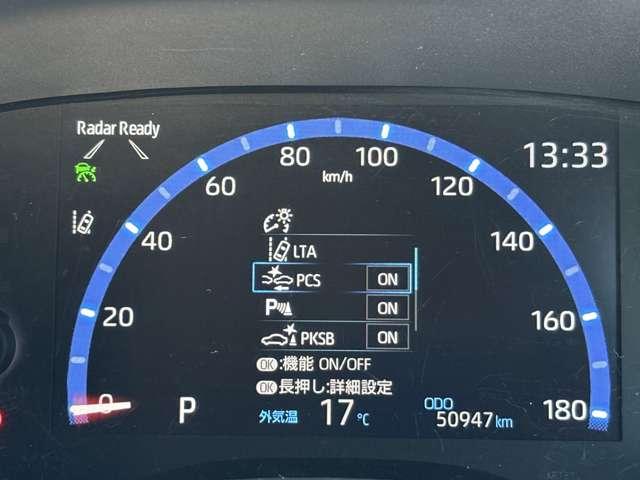 Radar Ready
13:33
0
20
40
60
80
100
120
140
160
180
km/h
LTA
PCS ON
P ON
PKSB ON
OK:機能 ON/OFF
OK長押し:詳細設定
P
外気温 17℃
ODO
50947km